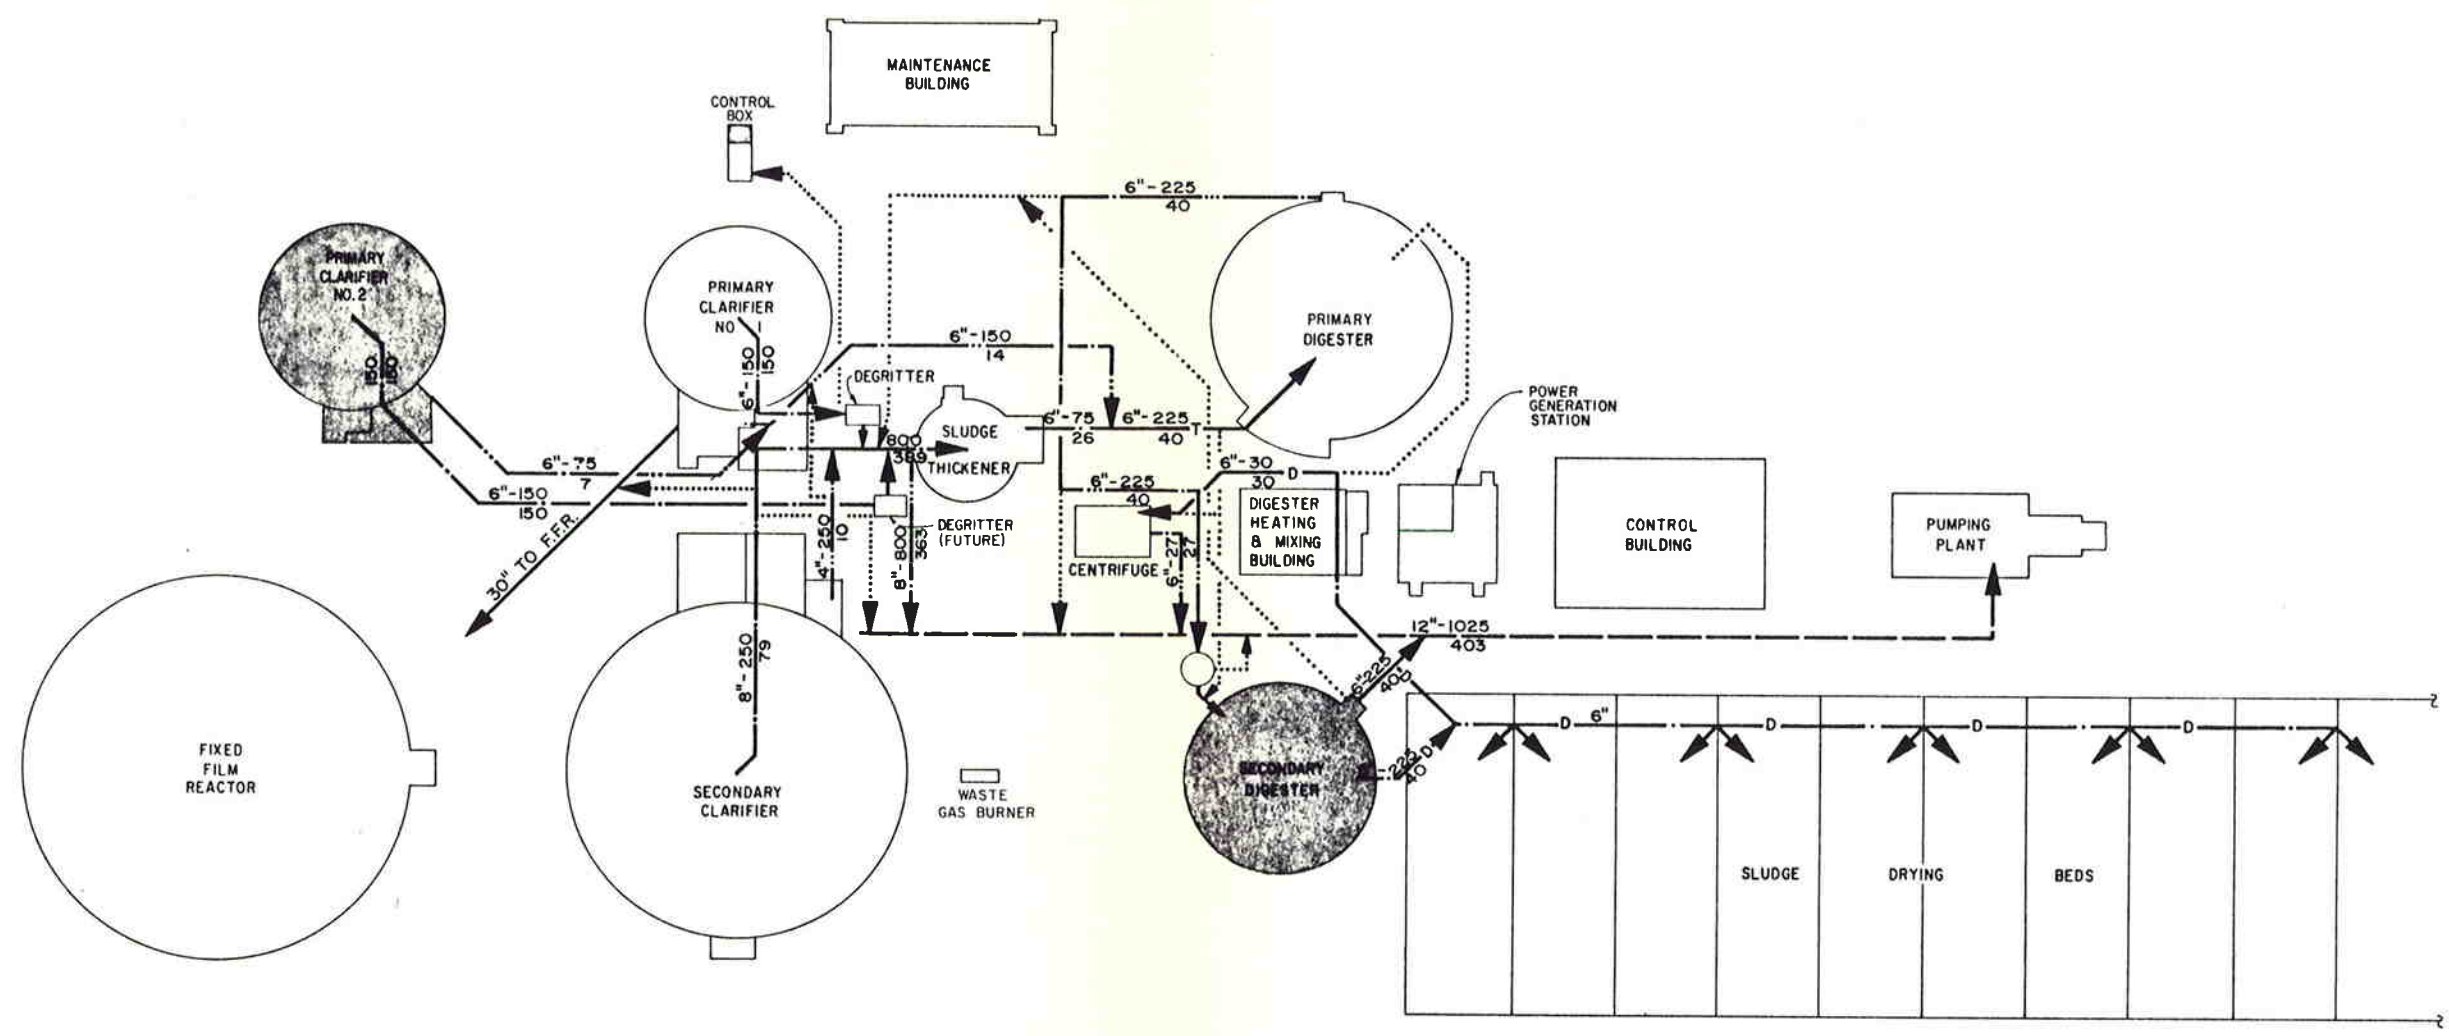 MAINTENANCE
BUILDING
CONTROL
BOX
6"-225
40
PRIMARY
CLARIFIER
NO. 2
150
150
PRIMARY
CLARIFIER
NO 1
6"-150
150
6"-150
14
PRIMARY
DIGESTER
DEGRITTER
POWER
GENERATION
STATION
6"-75
26
6"-225
40
T
SLUDGE
THICKENER
800
389
6"-75
7
6"-150
150
30" TO F.F.R.
6"-30
30
D
6"-225
40
DIGESTER
HEATING
& MIXING
BUILDING
CONTROL
BUILDING
PUMPING
PLANT
DEGRITTER
(FUTURE)
4"-250
10
8"-800
363
CENTRIFUGE
6"-27
27
12"-1025
403
8"-250
79
6"-225
40
D
D
6"
D
D
D
FIXED
FILM
REACTOR
SECONDARY
CLARIFIER
WASTE
GAS BURNER
SECONDARY
DIGESTER
-225
40
D
SLUDGE
DRYING
BEDS